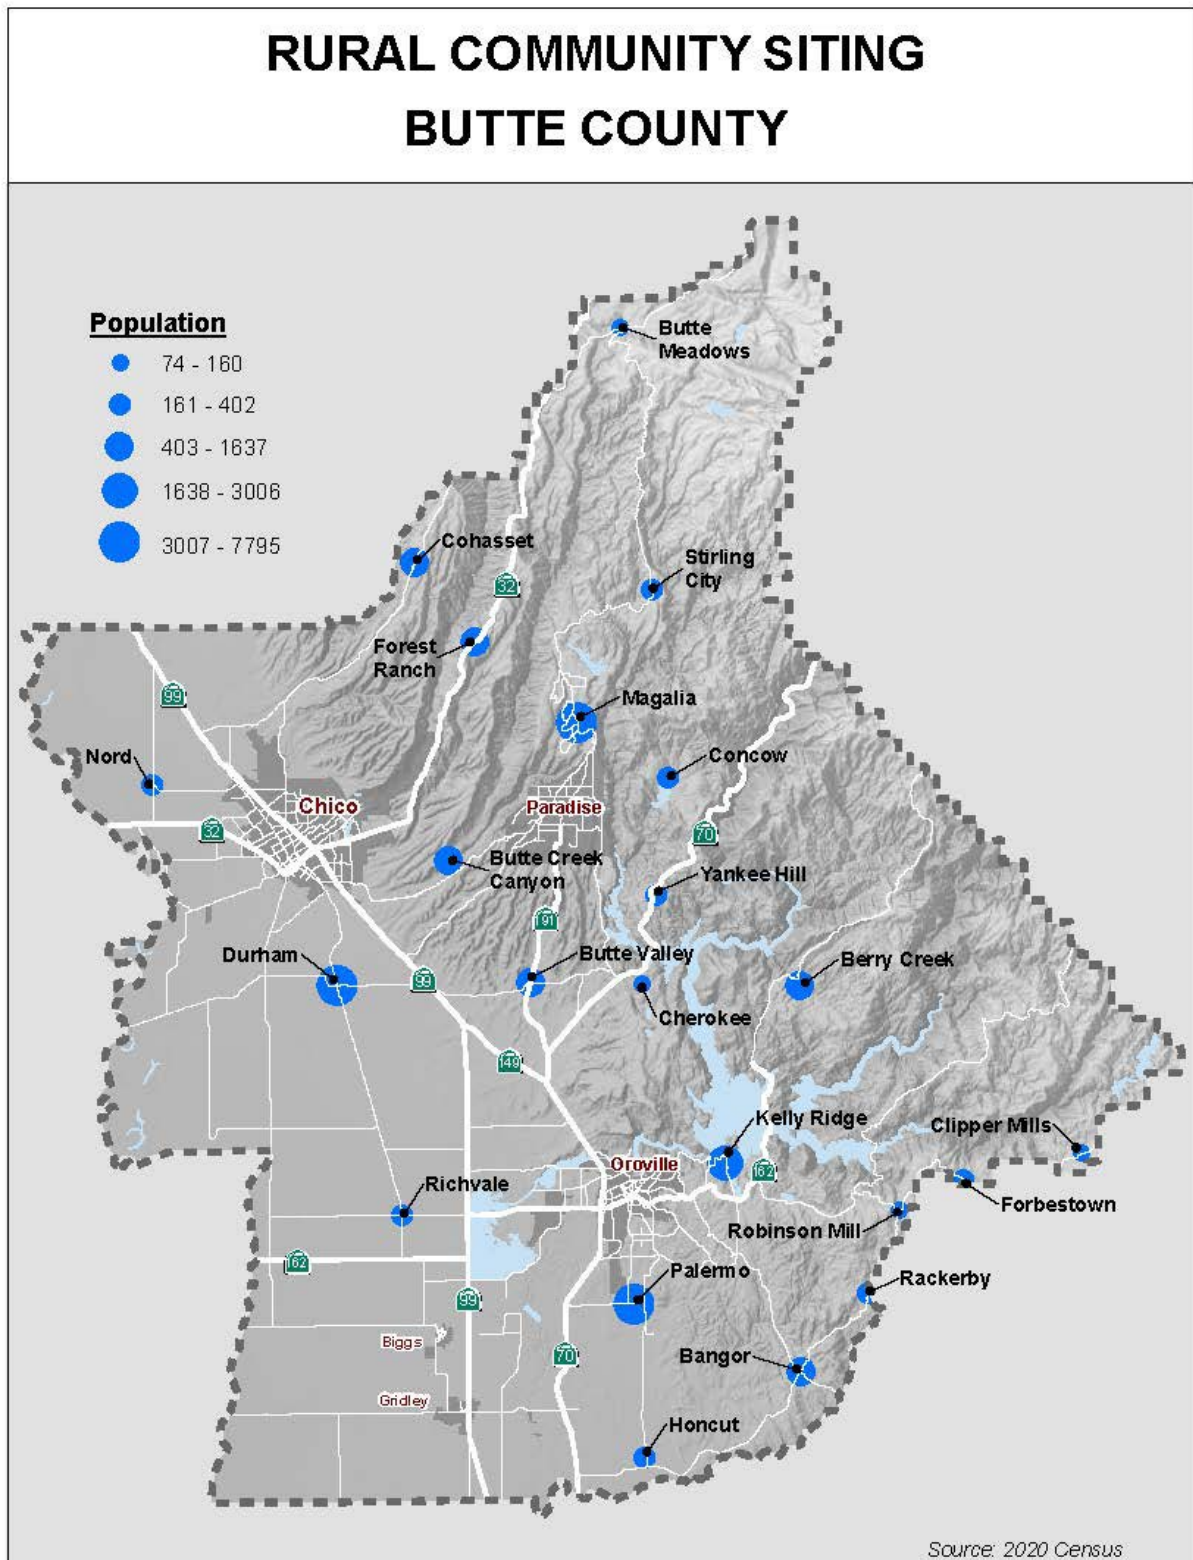 RURAL COMMUNITY SITING
BUTTE COUNTY
Population
74 - 160
161 - 402
403 - 1637
1638 - 3006
3007 - 7795
Butte
Meadows
Cohasset
32
Stirling
City
Forest
Ranch
99
Magalia
Nord
Concow
Chico
Paradise
32
70
Butte Creek
Canyon
Yankee Hill
191
Durham
Butte Valley
Berry Creek
99
Cherokee
149
Kelly Ridge
Clipper Mills
Oroville
162
Richvale
Forbestown
Robinson Mill
162
Palermo
Rackerby
99
Biggs
70
Bangor
Gridley
Honcut
Source: 2020 Census